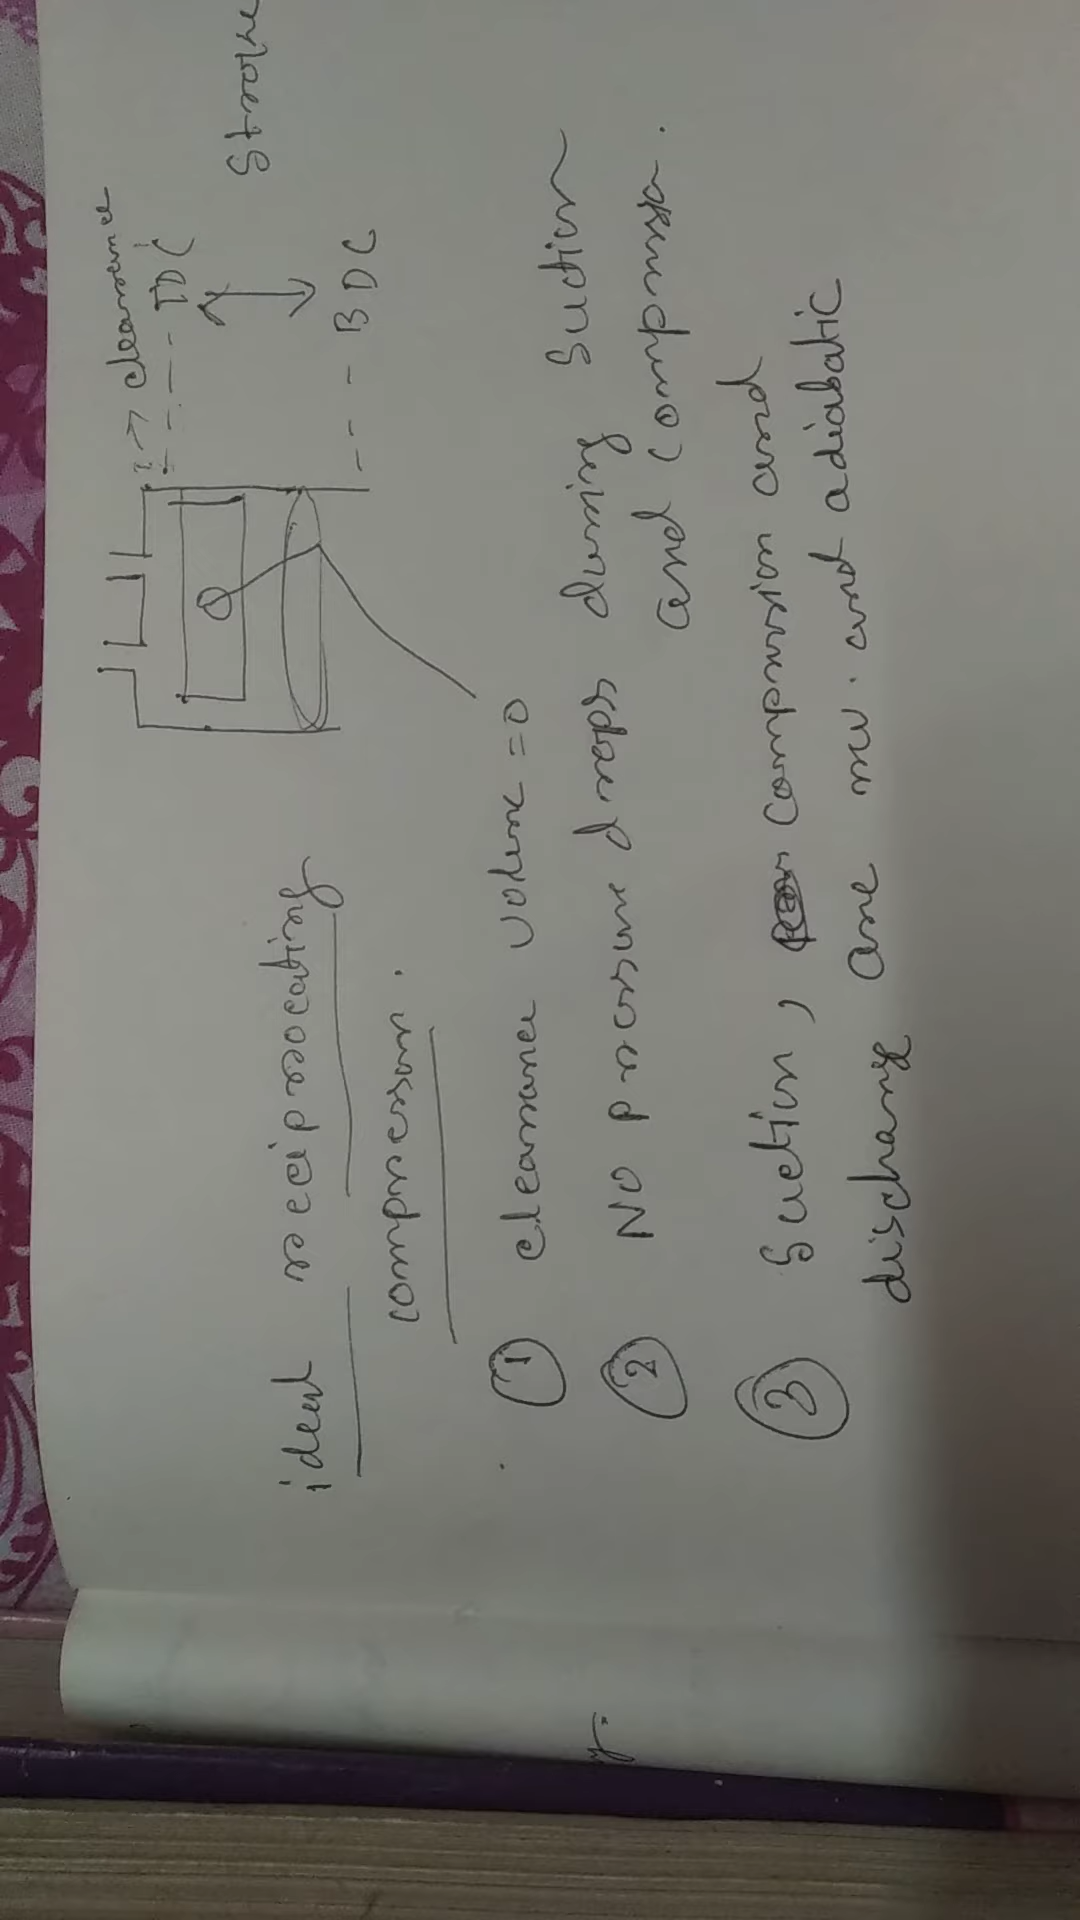 clearance
TDC
Stroke
BDC
ideal reciprocating
compressor.
① clearance volume = 0
② No pressure drops during suction
and compression.
③ Suction, compression and
discharge are rev. and adiabatic